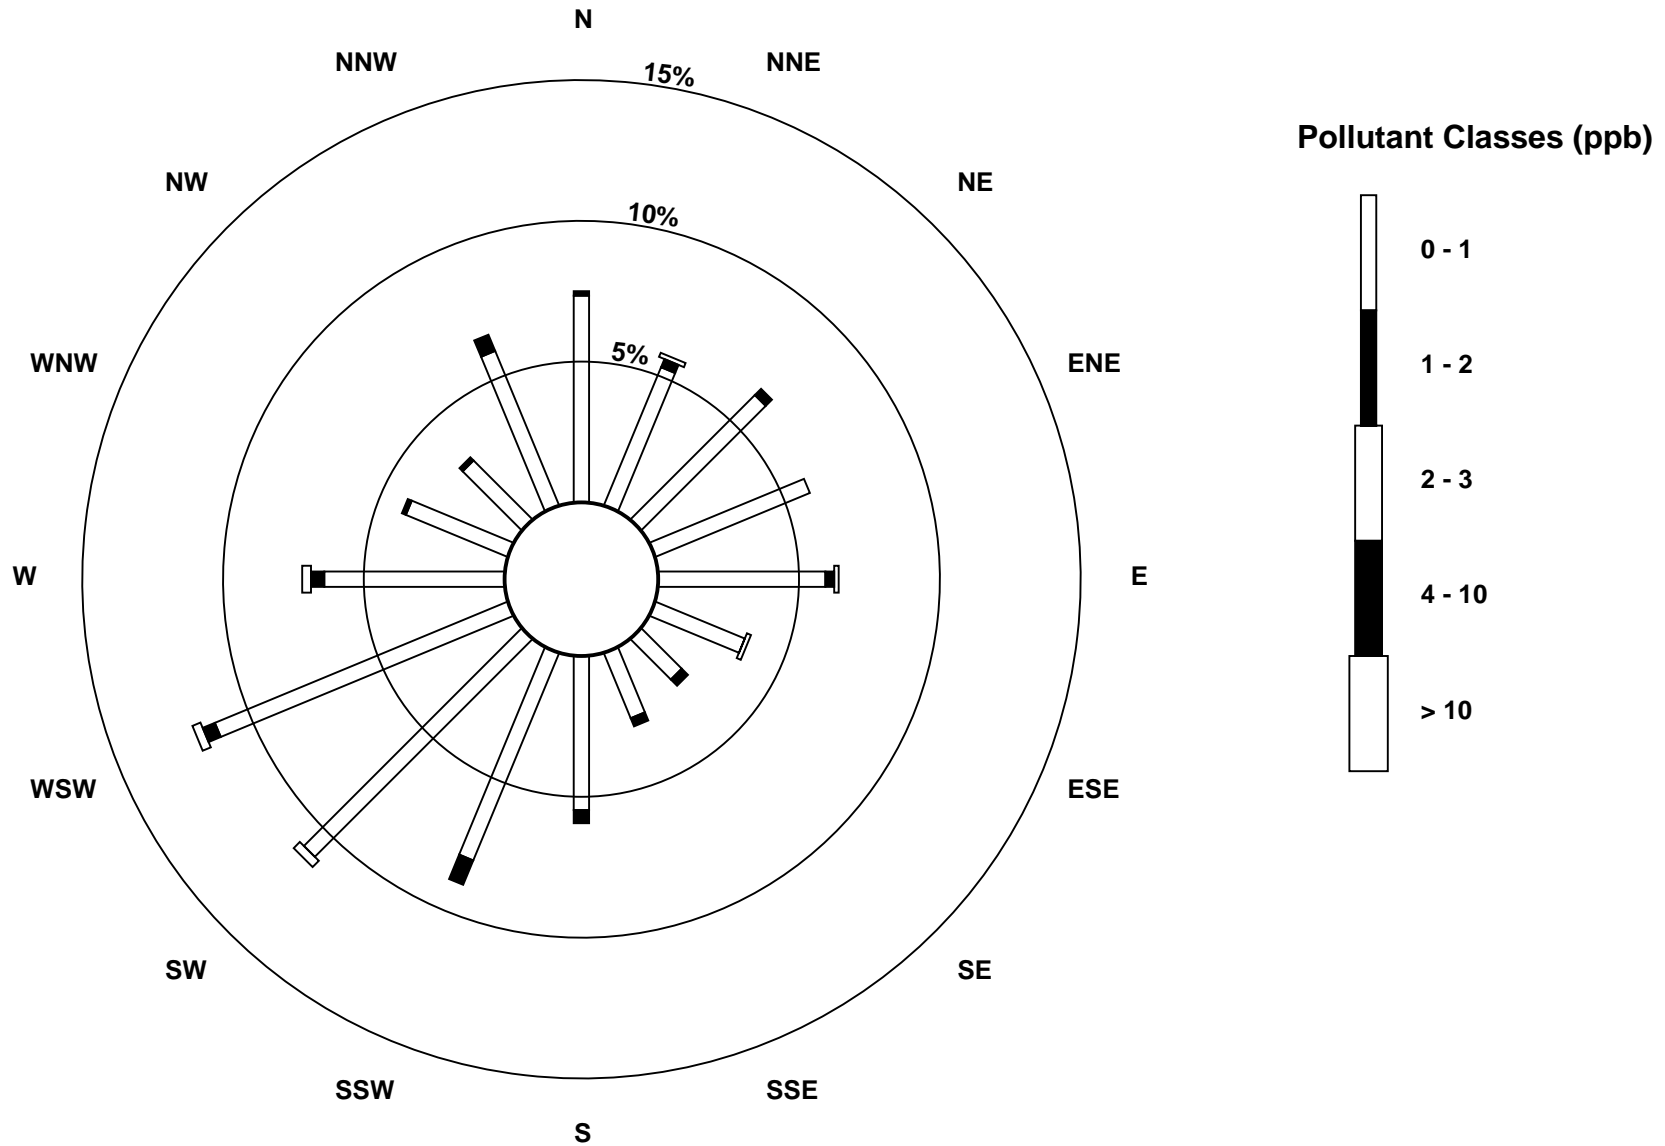 N
NNW
NNE
15%
NW
NE
10%
5%
WNW
ENE
W
E
WSW
ESE
SW
SE
SSW
SSE
S
Pollutant Classes (ppb)
0 - 1
1 - 2
2 - 3
4 - 10
> 10